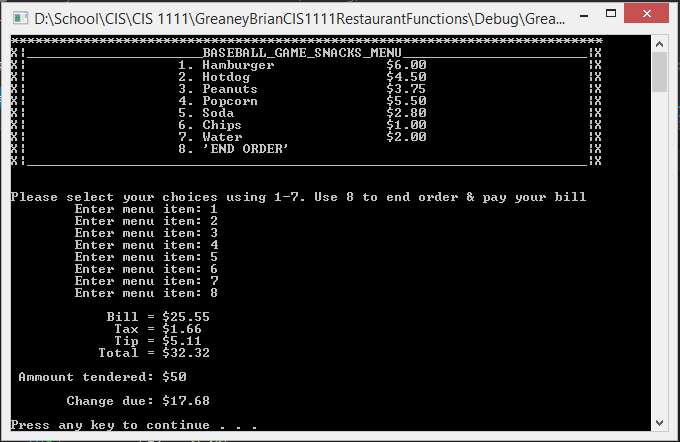 D:\School\CIS\CIS 1111\GreaneyBrianCIS1111RestaurantFunctions\Debug\Grea...
*************************************************************************
X|______________________BASEBALL_GAME_SNACKS_MENU_______________________|X
X| 1. Hamburger $6.00 |X
X| 2. Hotdog $4.50 |X
X| 3. Peanuts $3.75 |X
X| 4. Popcorn $5.50 |X
X| 5. Soda $2.80 |X
X| 6. Chips $1.00 |X
X| 7. Water $2.00 |X
X| 8. 'END ORDER' |X
X|______________________________________________________________________|X
Please select your choices using 1-7. Use 8 to end order & pay your bill
Enter menu item: 1
Enter menu item: 2
Enter menu item: 3
Enter menu item: 4
Enter menu item: 5
Enter menu item: 6
Enter menu item: 7
Enter menu item: 8
Bill = $25.55
Tax = $1.66
Tip = $5.11
Total = $32.32
Ammount tendered: $50
Change due: $17.68
Press any key to continue . . .